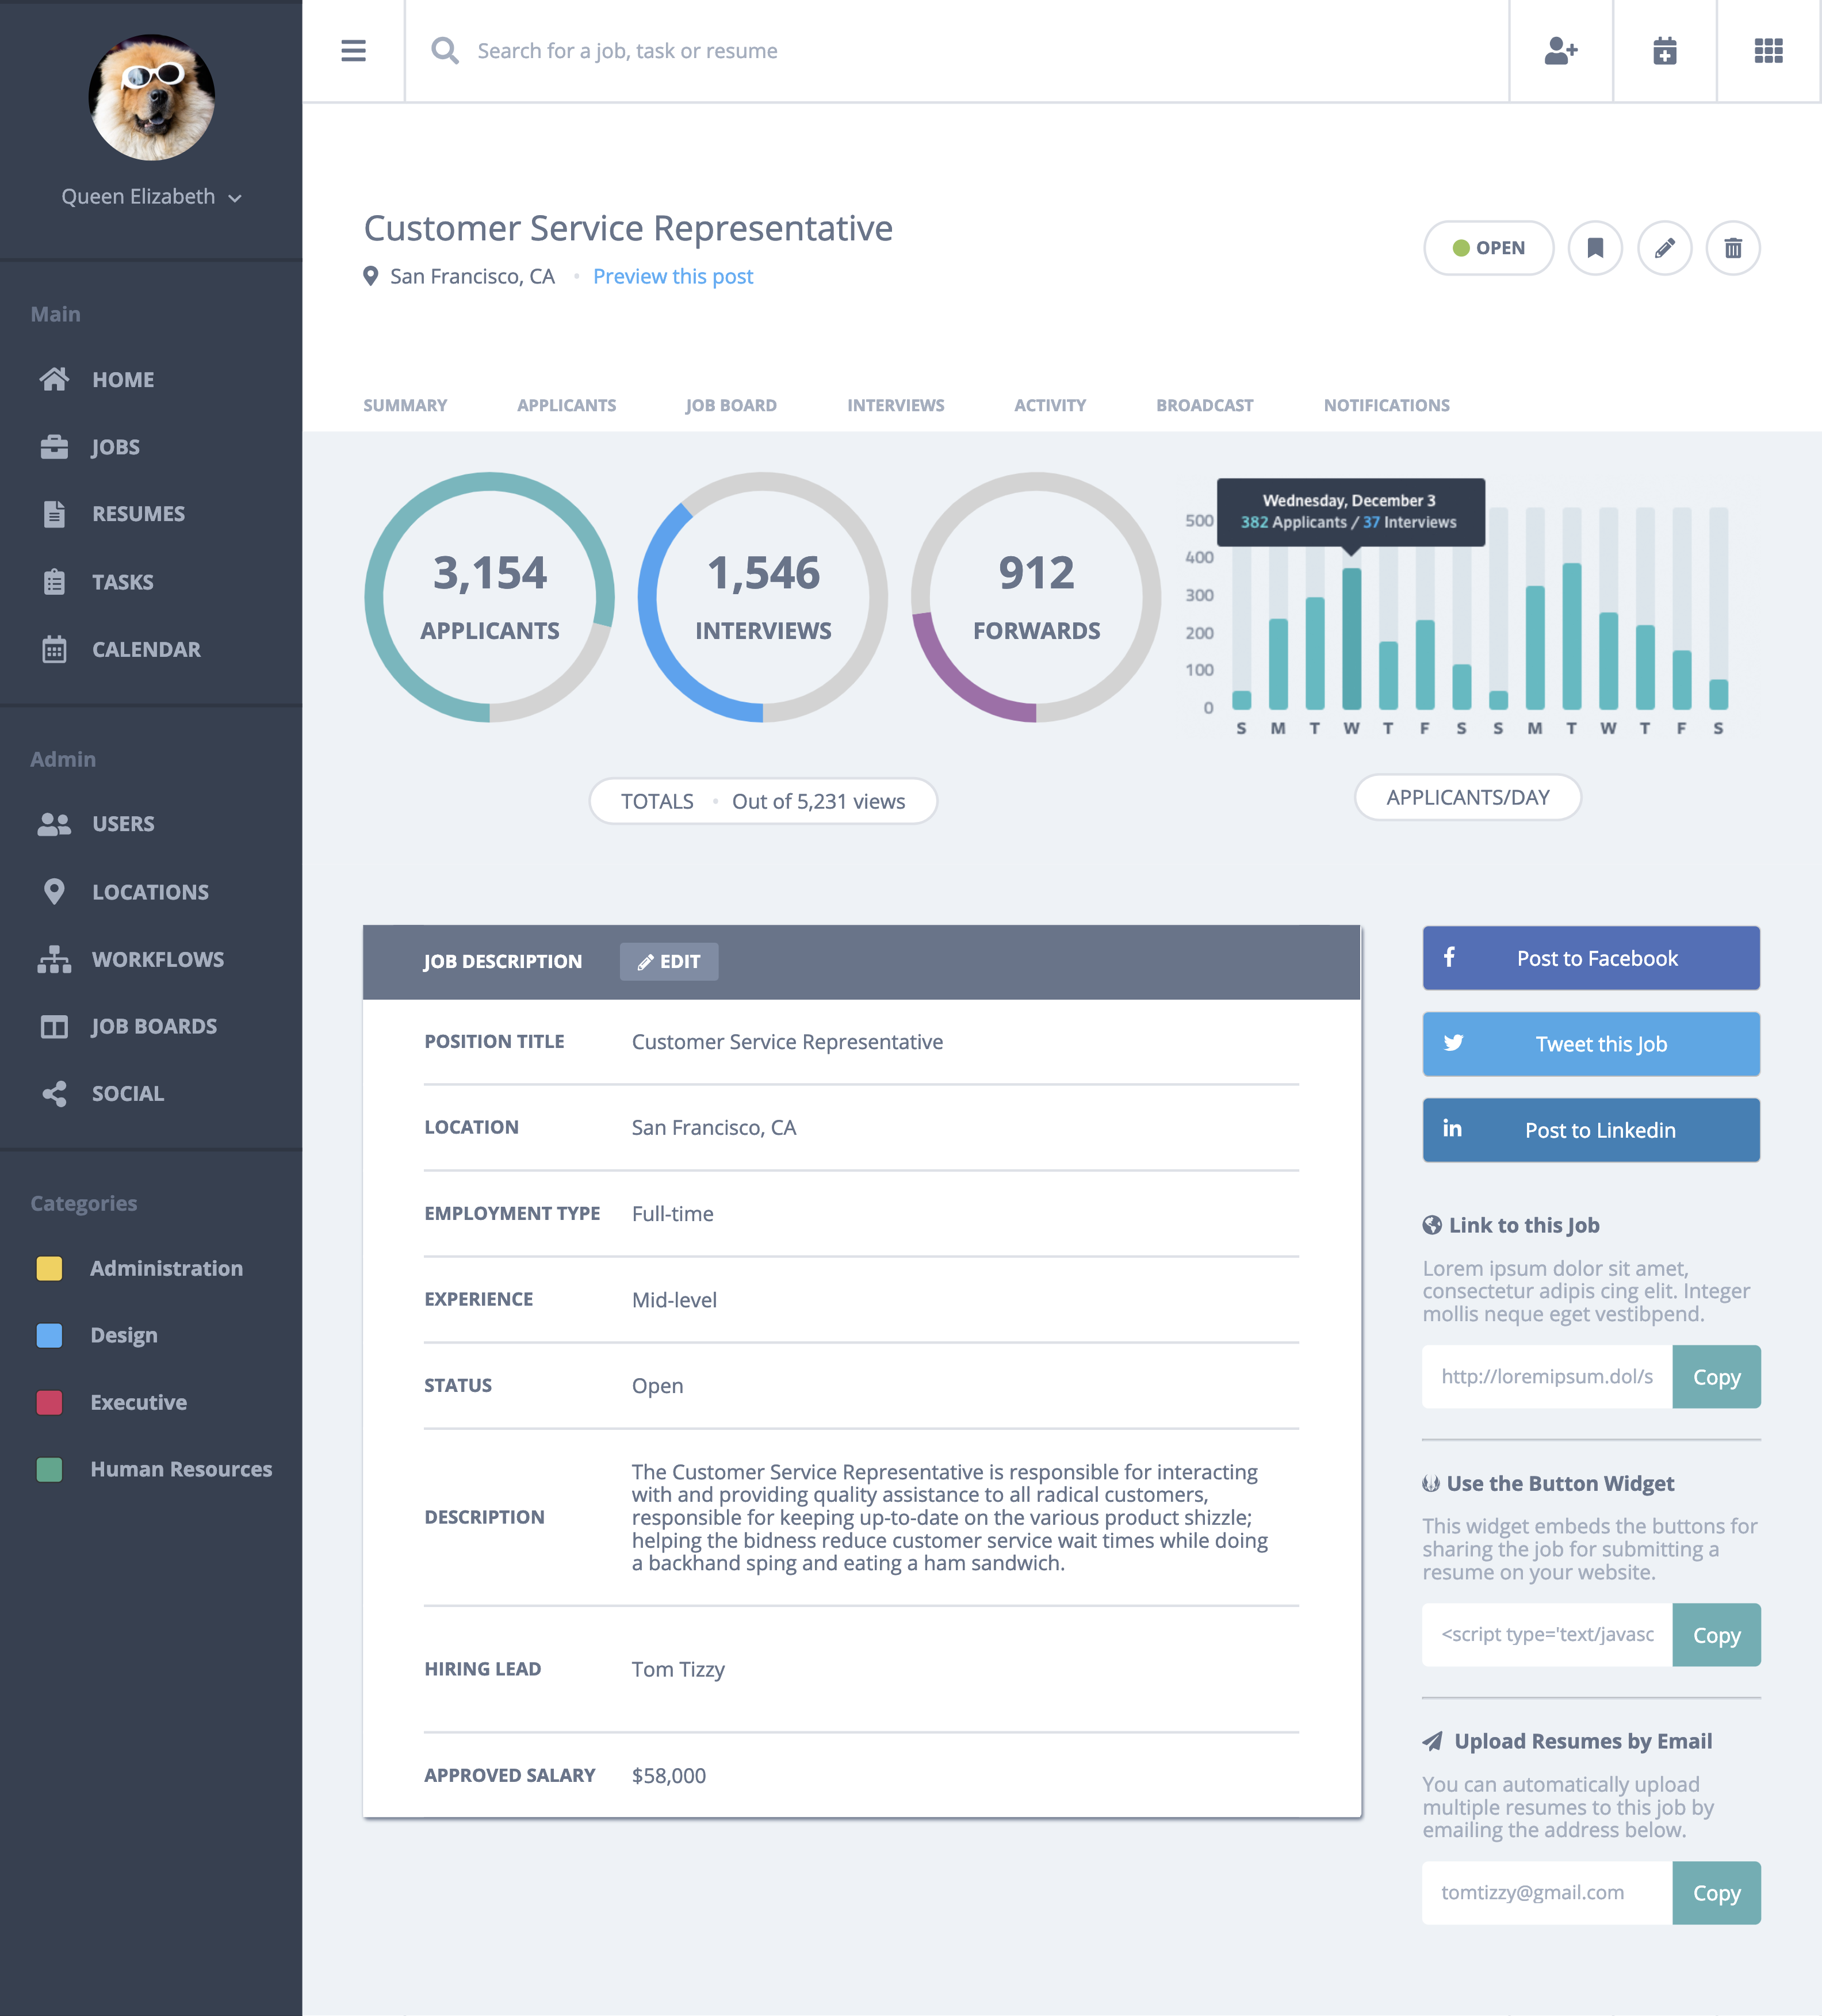 Queen Elizabeth
Main
HOME
JOBS
RESUMES
TASKS
CALENDAR
Admin
USERS
LOCATIONS
WORKFLOWS
JOB BOARDS
SOCIAL
Categories
Administration
Design
Executive
Human Resources
Search for a job, task or resume
Customer Service Representative
San Francisco, CA • Preview this post
OPEN
SUMMARY APPLICANTS JOB BOARD INTERVIEWS ACTIVITY BROADCAST NOTIFICATIONS
3,154
APPLICANTS
1,546
INTERVIEWS
912
FORWARDS
TOTALS • Out of 5,231 views
Wednesday, December 3
382 Applicants / 37 Interviews
500
400
300
200
100
0
S M T W T F S S M T W T F S
APPLICANTS/DAY
JOB DESCRIPTION EDIT
POSITION TITLE Customer Service Representative
LOCATION San Francisco, CA
EMPLOYMENT TYPE Full-time
EXPERIENCE Mid-level
STATUS Open
DESCRIPTION
The Customer Service Representative is responsible for interacting
with and providing quality assistance to all radical customers,
responsible for keeping up-to-date on the various product shizzle;
helping the bidness reduce customer service wait times while doing
a backhand sping and eating a ham sandwich.
HIRING LEAD Tom Tizzy
APPROVED SALARY $58,000
Post to Facebook
Tweet this Job
Post to Linkedin
Link to this Job
Lorem ipsum dolor sit amet,
consectetur adipis cing elit. Integer
mollis neque eget vestibpend.
http://loremipsum.dol/s Copy
Use the Button Widget
This widget embeds the buttons for
sharing the job for submitting a
resume on your website.
<script type='text/javasc Copy
Upload Resumes by Email
You can automatically upload
multiple resumes to this job by
emailing the address below.
tomtizzy@gmail.com Copy